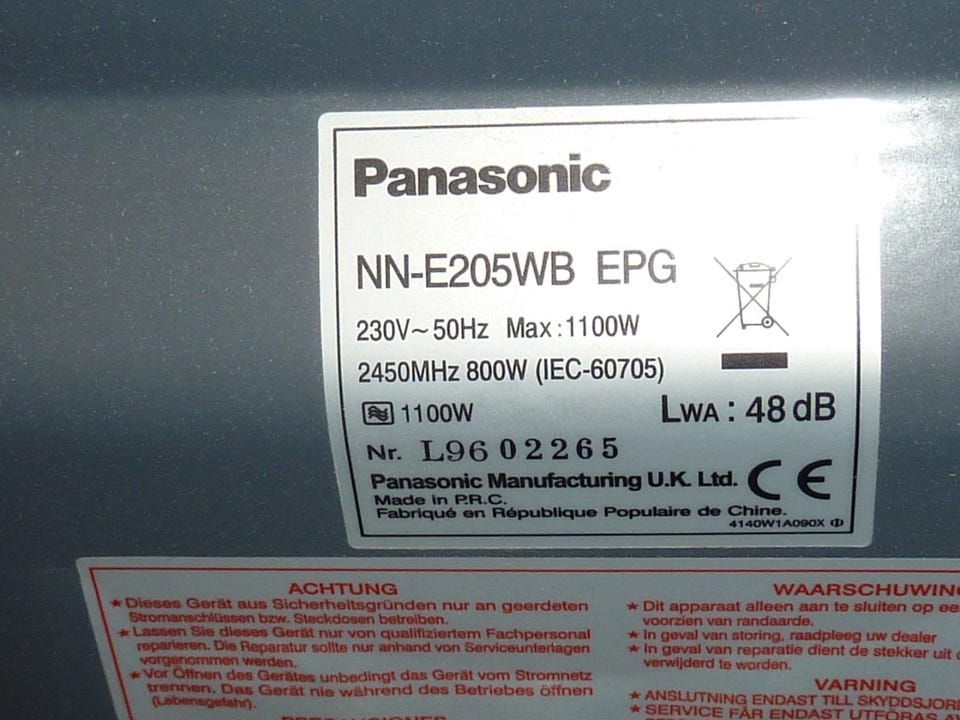 Panasonic
NN-E205WB EPG
230V~50Hz Max:1100W
2450MHz 800W (IEC-60705)
1100W
LWA : 48 dB
Nr. L9602265
Panasonic Manufacturing U.K. Ltd. CE
Made in P.R.C.
Fabriqué en République Populaire de Chine.
4140W1A090X
ACHTUNG
★Dieses Gerät aus Sicherheitsgründen nur an geerdeten
Stromanschlüssen bzw. Steckdosen betreiben.
★Lassen Sie dieses Gerät nur von qualifiziertem Fachpersonal
reparieren. Die Reparatur sollte nur anhand von Serviceunterlagen
vorgenommen werden.
★Vor Öffnen des Gerätes unbedingt das Gerät vom Stromnetz
trennen. Das Gerät nie während des Betriebes öffnen
(Lebensgefahr).
WAARSCHUWING
★Dit apparaat alleen aan te sluiten op ee
voorzien van randaarde.
★In geval van storing, raadpleeg uw dealer
★In geval van reparatie dient de stekker uit
verwijderd te worden.
VARNING
★ANSLUTNING ENDAST TILL SKYDDSJOR
★SERVICE FÅR ENDAST UTFÖRAS A